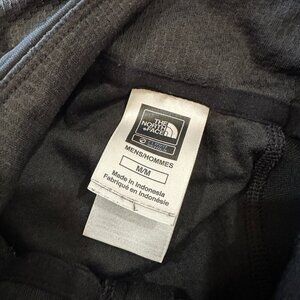 THE
NORTH
FACE
MENS/HOMMES
M/M
Made in Indonesia
Fabriqué en Indonésie